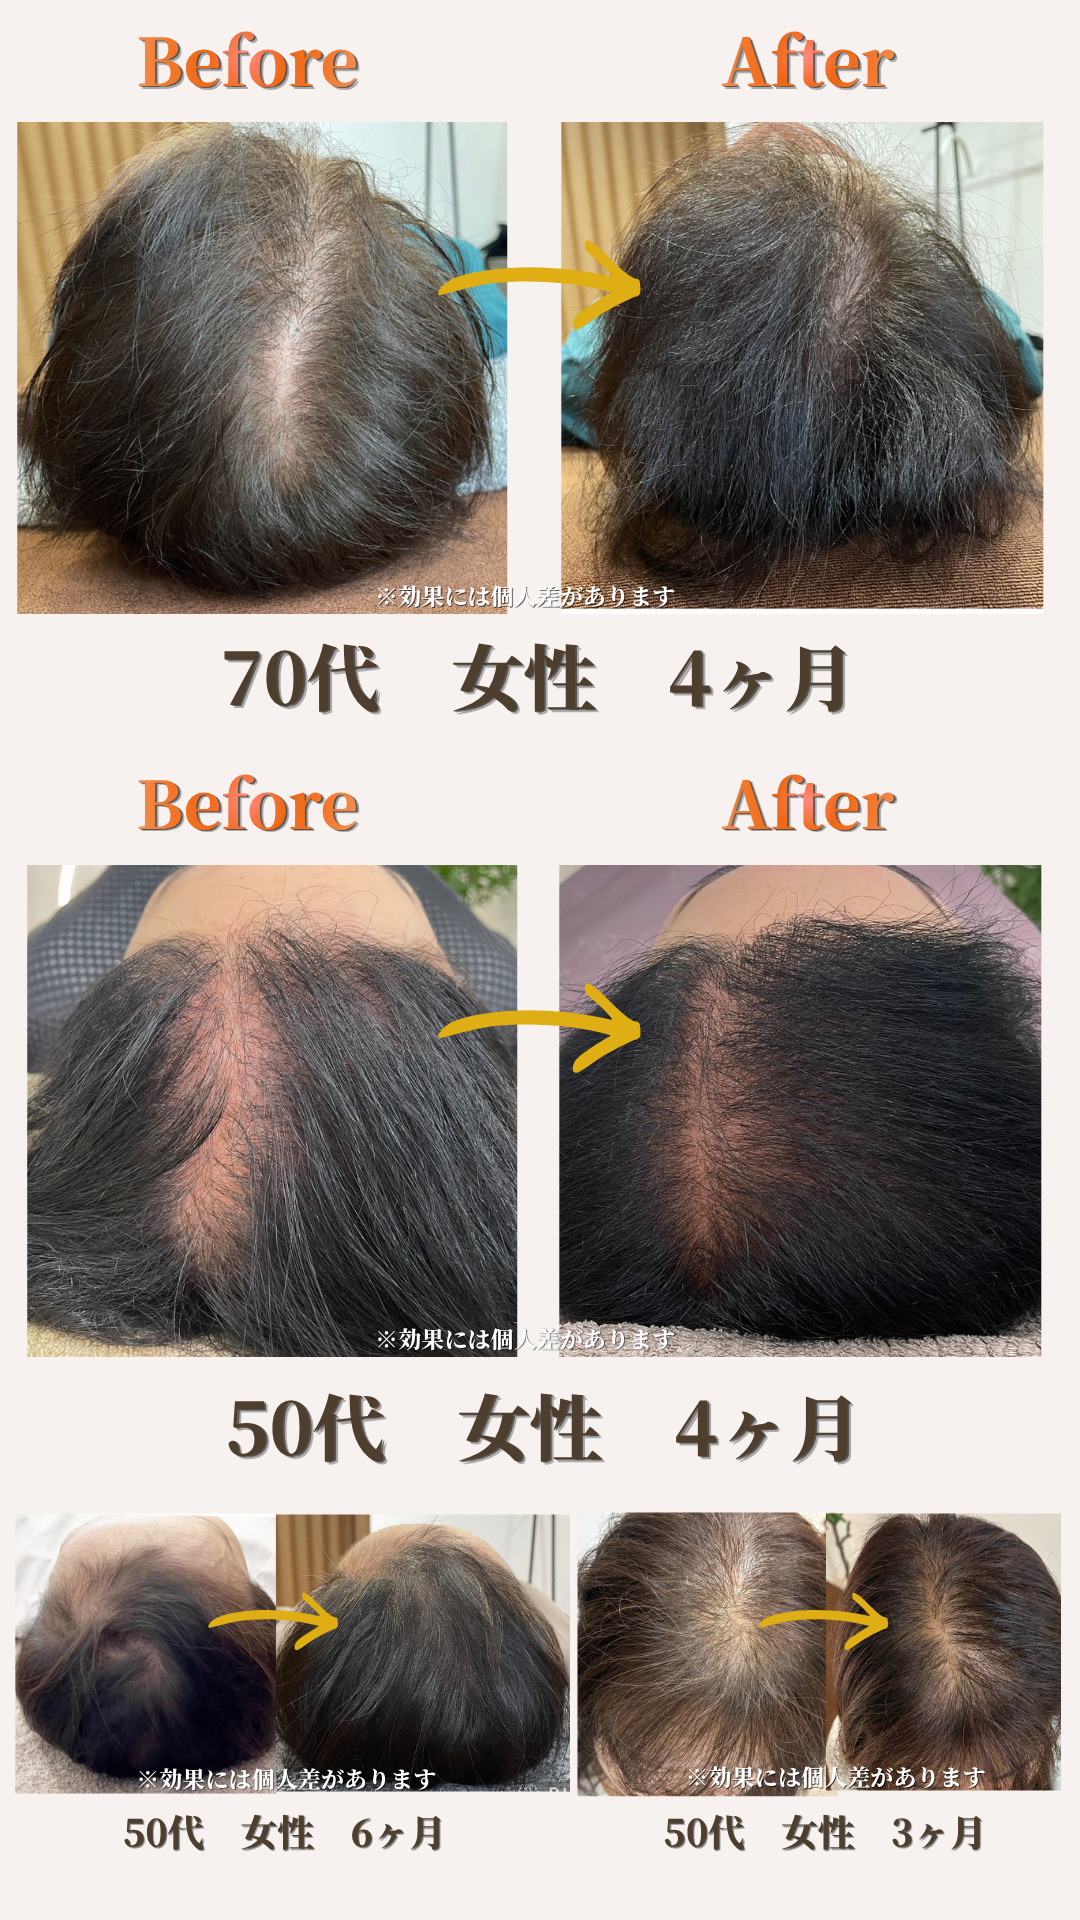 Before After
※効果には個人差があります
70代 女性 4ヶ月
Before After
※効果には個人差があります
50代 女性 4ヶ月
※効果には個人差があります
※効果には個人差があります
50代 女性 6ヶ月
50代 女性 3ヶ月